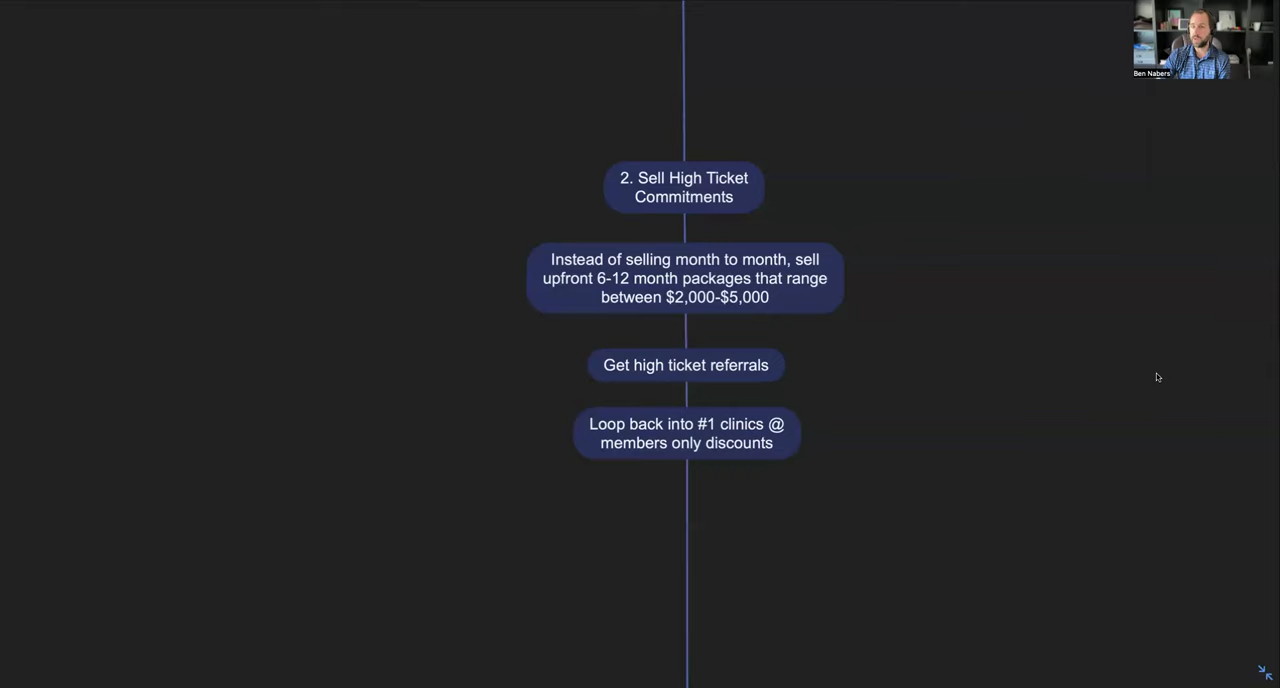 Ben Nabers
2. Sell High Ticket
Commitments
Instead of selling month to month, sell
upfront 6-12 month packages that range
between $2,000-$5,000
Get high ticket referrals
Loop back into #1 clinics @
members only discounts